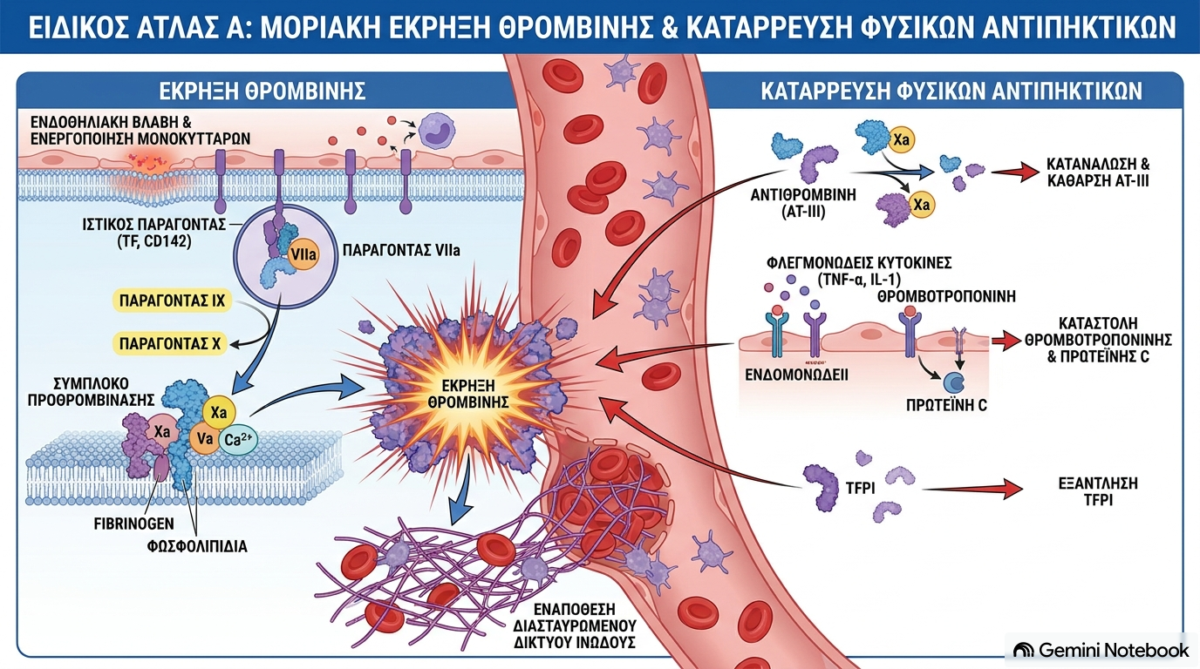 ΕΙΔΙΚΟΣ ΑΤΛΑΣ Α: ΜΟΡΙΑΚΗ ΕΚΡΗΞΗ ΘΡΟΜΒΙΝΗΣ & ΚΑΤΑΡΡΕΥΣΗ ΦΥΣΙΚΩΝ ΑΝΤΙΠΗΚΤΙΚΩΝ
ΕΚΡΗΞΗ ΘΡΟΜΒΙΝΗΣ
ΕΝΔΟΘΗΛΙΑΚΗ ΒΛΑΒΗ &
ΕΝΕΡΓΟΠΟΙΗΣΗ ΜΟΝΟΚΥΤΤΑΡΩΝ
ΙΣΤΙΚΟΣ ΠΑΡΑΓΟΝΤΑΣ
(TF, CD142)
VIIa
ΠΑΡΑΓΟΝΤΑΣ VIIa
ΠΑΡΑΓΟΝΤΑΣ IX
ΠΑΡΑΓΟΝΤΑΣ X
ΣΥΜΠΛΟΚΟ
ΠΡΟΘΡΟΜΒΙΝΑΣΗΣ
Xa
Xa
Va
Ca²⁺
FIBRINOGEN
ΦΩΣΦΟΛΙΠΙΔΙΑ
ΕΚΡΗΞΗ
ΘΡΟΜΒΙΝΗΣ
ΕΝΑΠΟΘΕΣΗ
ΔΙΑΣΤΑΥΡΩΜΕΝΟΥ
ΔΙΚΤΥΟΥ ΙΝΩΔΟΥΣ
ΚΑΤΑΡΡΕΥΣΗ ΦΥΣΙΚΩΝ ΑΝΤΙΠΗΚΤΙΚΩΝ
Xa
ΑΝΤΙΘΡΟΜΒΙΝΗ
(AT-III)
Xa
ΚΑΤΑΝΑΛΩΣΗ &
ΚΑΘΑΡΣΗ AT-III
ΦΛΕΓΜΟΝΩΔΕΙΣ ΚΥΤΟΚΙΝΕΣ
(TNF-α, IL-1)
ΘΡΟΜΒΟΤΡΟΠΟΝΙΝΗ
ΕΝΔΟΜΟΝΩΔΕΙΙ
ΠΡΩΤΕΪΝΗ C
ΚΑΤΑΣΤΟΛΗ
ΘΡΟΜΒΟΤΡΟΠΟΝΙΝΗΣ
& ΠΡΩΤΕΪΝΗΣ C
TFPI
ΕΞΑΝΤΛΗΣΗ
TFPI
Gemini Notebook